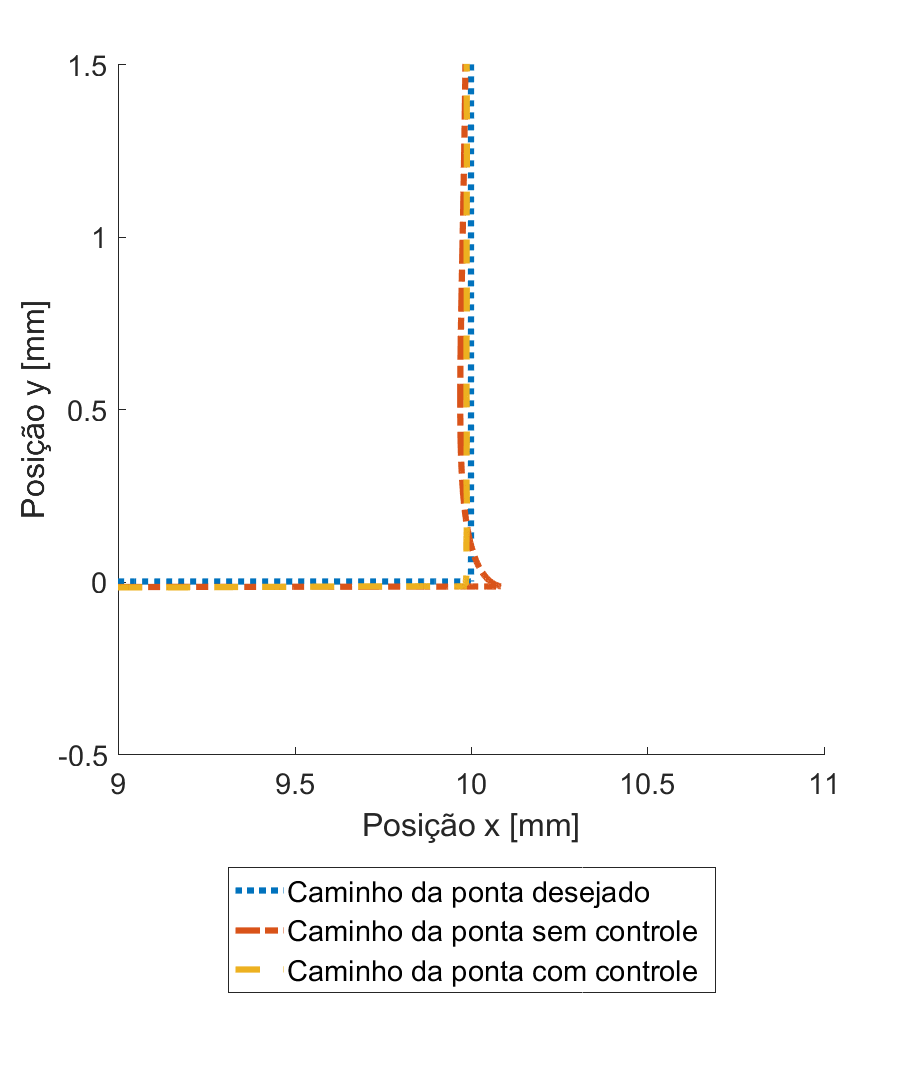 1.5
1
0.5
0
-0.5
Posição y [mm]
9
9.5
10
10.5
11
Posição x [mm]
Caminho da ponta desejado
Caminho da ponta sem controle
Caminho da ponta com controle